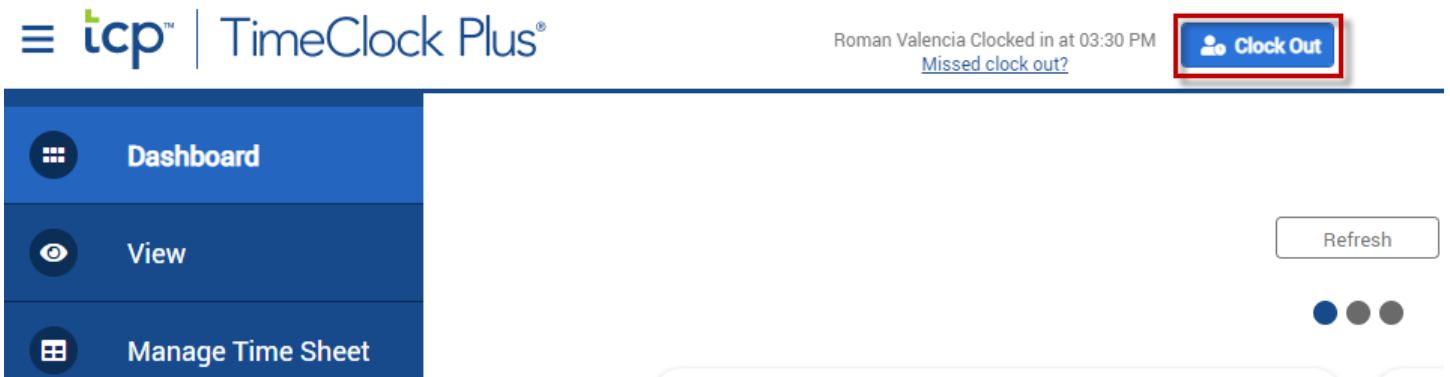 tcp™ | TimeClock Plus®
Roman Valencia Clocked in at 03:30 PM
Missed clock out?
Clock Out
Dashboard
View
Refresh
Manage Time Sheet